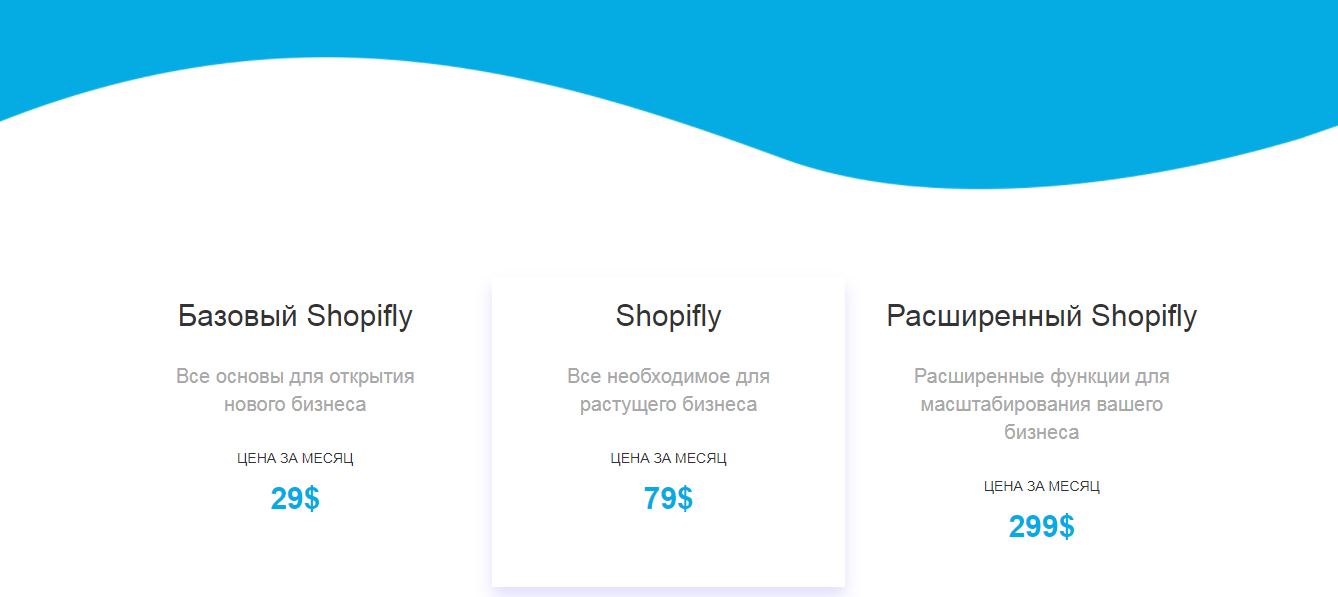 Базовый Shopifly
Все основы для открытия
нового бизнеса
ЦЕНА ЗА МЕСЯЦ
29$
Shopifly
Все необходимое для
растущего бизнеса
ЦЕНА ЗА МЕСЯЦ
79$
Расширенный Shopifly
Расширенные функции для
масштабирования вашего
бизнеса
ЦЕНА ЗА МЕСЯЦ
299$